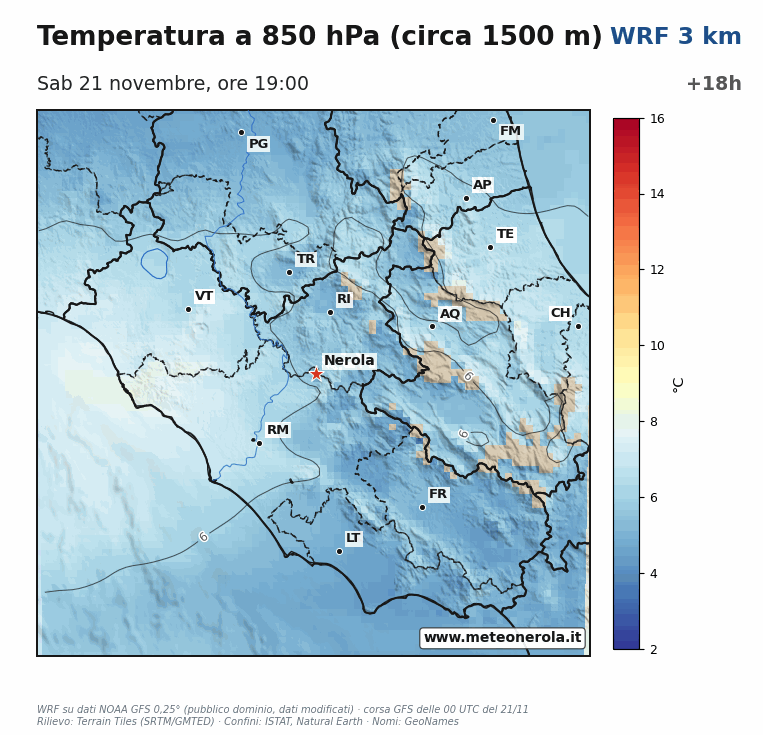 Temperatura a 850 hPa (circa 1500 m) WRF 3 km
Sab 21 novembre, ore 19:00 +18h
FM
PG
AP
TE
TR
VT
RI
AQ
CH
Nerola
6
RM
6
FR
6
LT
www.meteonerola.it
16
14
12
10
8
6
4
2
°C
WRF su dati NOAA GFS 0,25° (pubblico dominio, dati modificati) · corsa GFS delle 00 UTC del 21/11
Rilievo: Terrain Tiles (SRTM/GMTED) · Confini: ISTAT, Natural Earth · Nomi: GeoNames